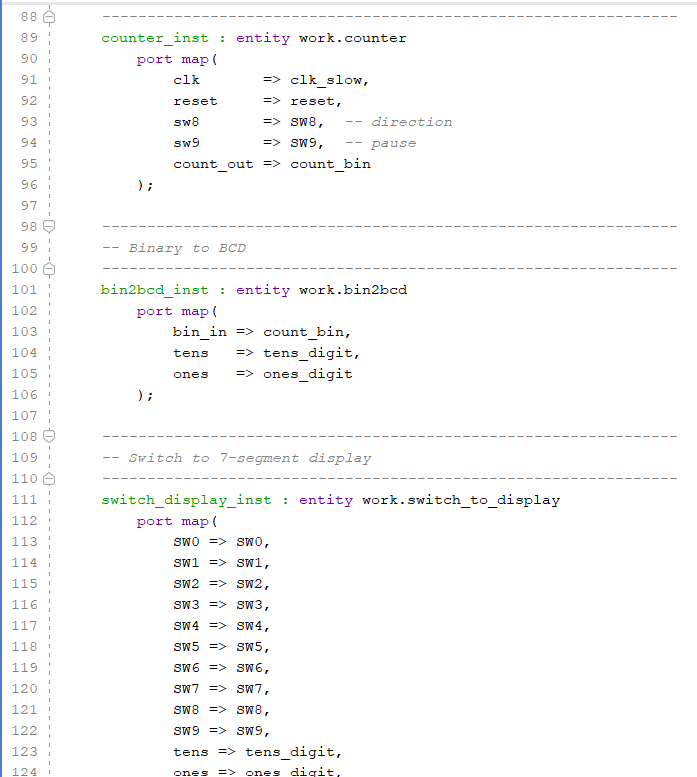 88 ----------------------------------------------------------------
89 counter_inst : entity work.counter
90 port map(
91 clk => clk_slow,
92 reset => reset,
93 sw8 => SW8, -- direction
94 sw9 => SW9, -- pause
95 count_out => count_bin
96 );
97
98 ----------------------------------------------------------------
99 -- Binary to BCD
100 ----------------------------------------------------------------
101 bin2bcd_inst : entity work.bin2bcd
102 port map(
103 bin_in => count_bin,
104 tens => tens_digit,
105 ones => ones_digit
106 );
107
108 ----------------------------------------------------------------
109 -- Switch to 7-segment display
110 ----------------------------------------------------------------
111 switch_display_inst : entity work.switch_to_display
112 port map(
113 SW0 => SW0,
114 SW1 => SW1,
115 SW2 => SW2,
116 SW3 => SW3,
117 SW4 => SW4,
118 SW5 => SW5,
119 SW6 => SW6,
120 SW7 => SW7,
121 SW8 => SW8,
122 SW9 => SW9,
123 tens => tens_digit,
124 ones => ones_digit,